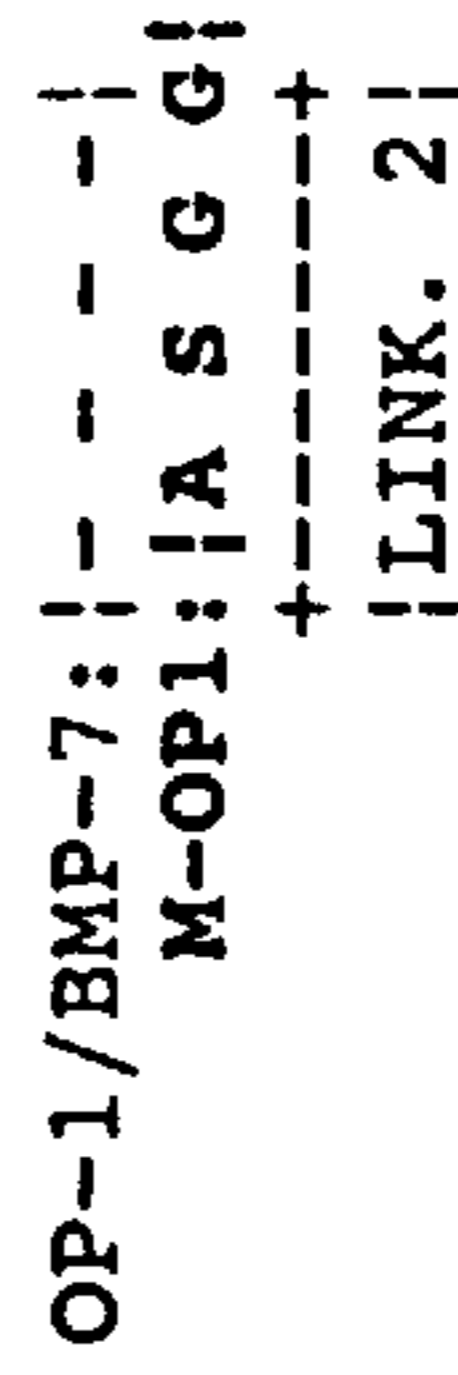 OP-1/BMP-7:|- - - -|
M-OP1:|A S G G|
+-------+
|LINK. 2|